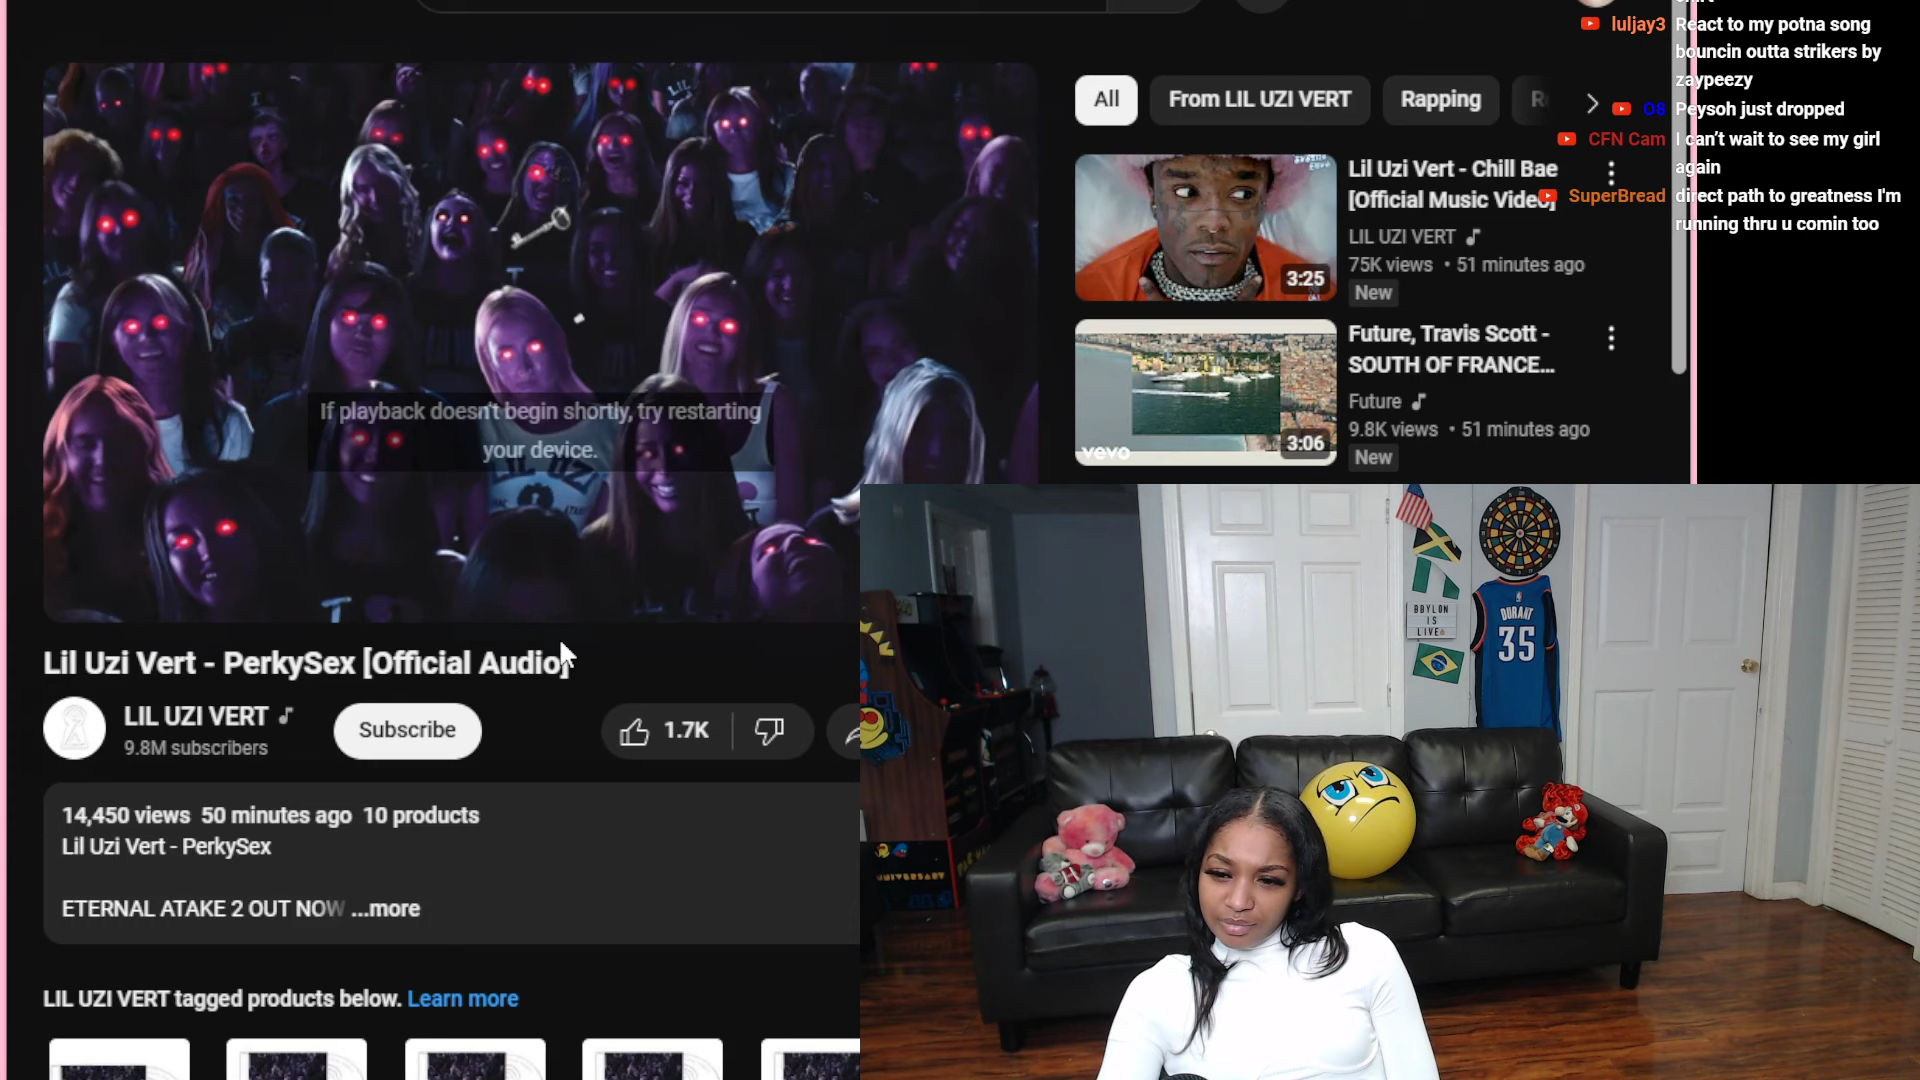 If playback doesn't begin shortly, try restarting
your device.
LIL UZI
Lil Uzi Vert - PerkySex [Official Audio]
LIL UZI VERT
9.8M subscribers
Subscribe
1.7K
14,450 views 50 minutes ago 10 products
Lil Uzi Vert - PerkySex
ETERNAL ATAKE 2 OUT NOW ...more
LIL UZI VERT tagged products below. Learn more
All
From LIL UZI VERT
Rapping
Lil Uzi Vert - Chill Bae
[Official Music Video]
LIL UZI VERT
75K views • 51 minutes ago
New
3:25
Future, Travis Scott -
SOUTH OF FRANCE...
Future
9.8K views • 51 minutes ago
New
3:06
vevo
luljay3 React to my potna song
bouncin outta strikers by
zaypeezy
O8 Peysoh just dropped
CFN Cam I can't wait to see my girl
again
SuperBread direct path to greatness I'm
running thru u comin too
BBYLON
IS
LIVE
DURANT
35